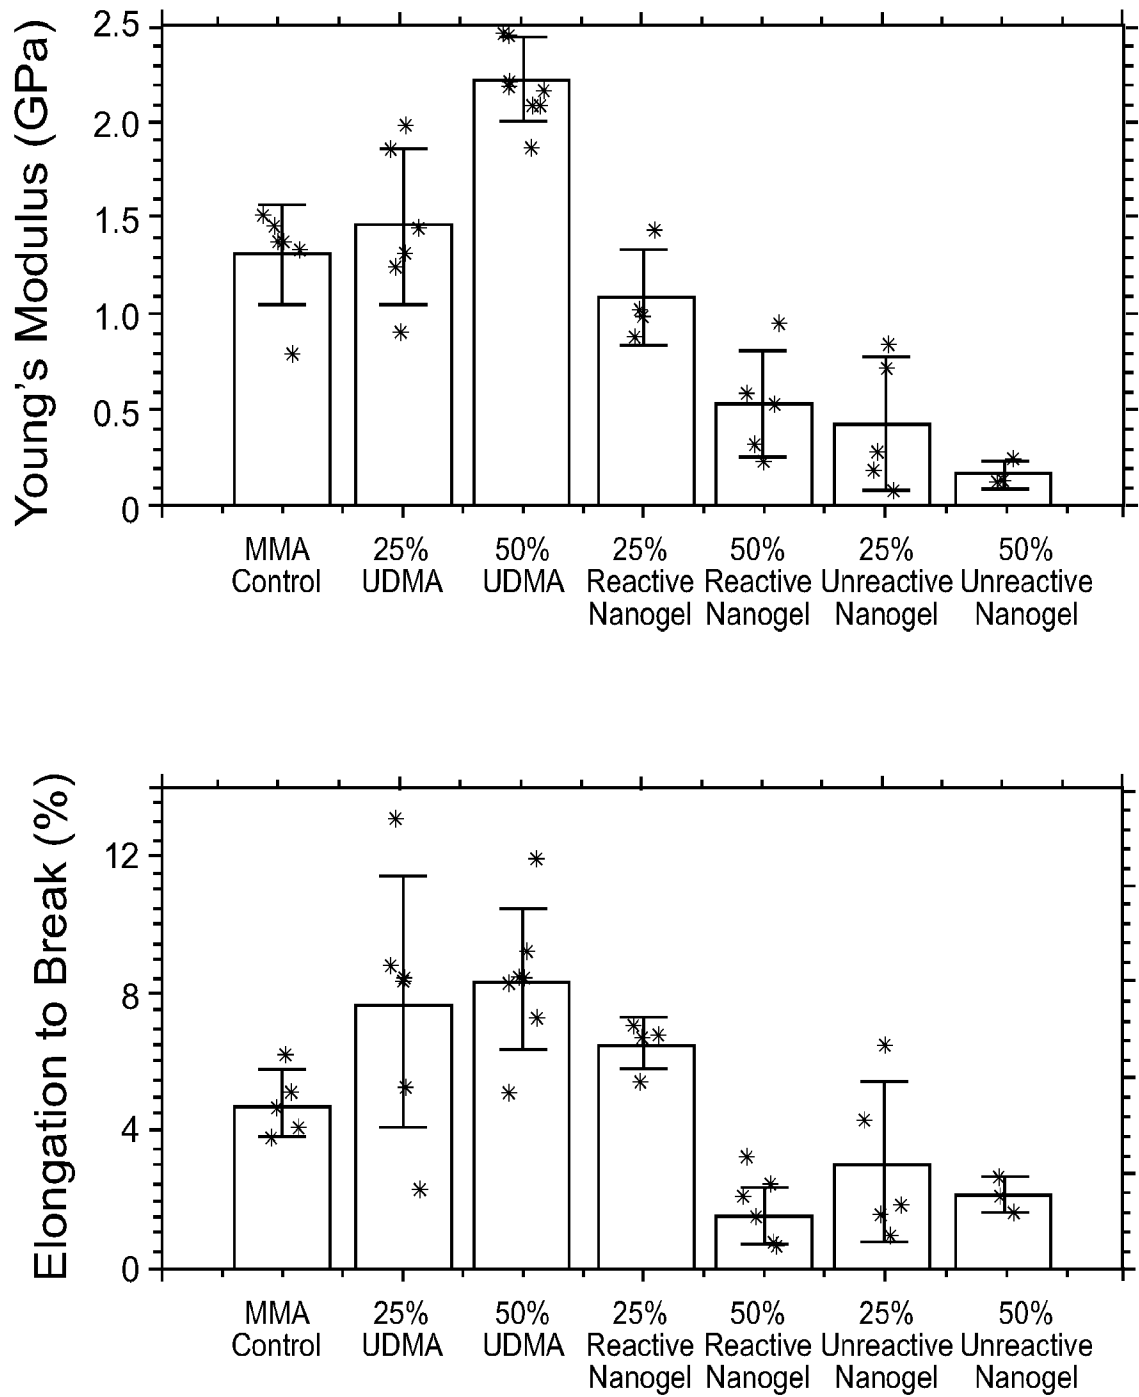 Young's Modulus (GPa)
2.5
2.0
1.5
1.0
0.5
0
MMA Control
25% UDMA
50% UDMA
25% Reactive Nanogel
50% Reactive Nanogel
25% Unreactive Nanogel
50% Unreactive Nanogel
Elongation to Break (%)
12
8
4
0
MMA Control
25% UDMA
50% UDMA
25% Reactive Nanogel
50% Reactive Nanogel
25% Unreactive Nanogel
50% Unreactive Nanogel